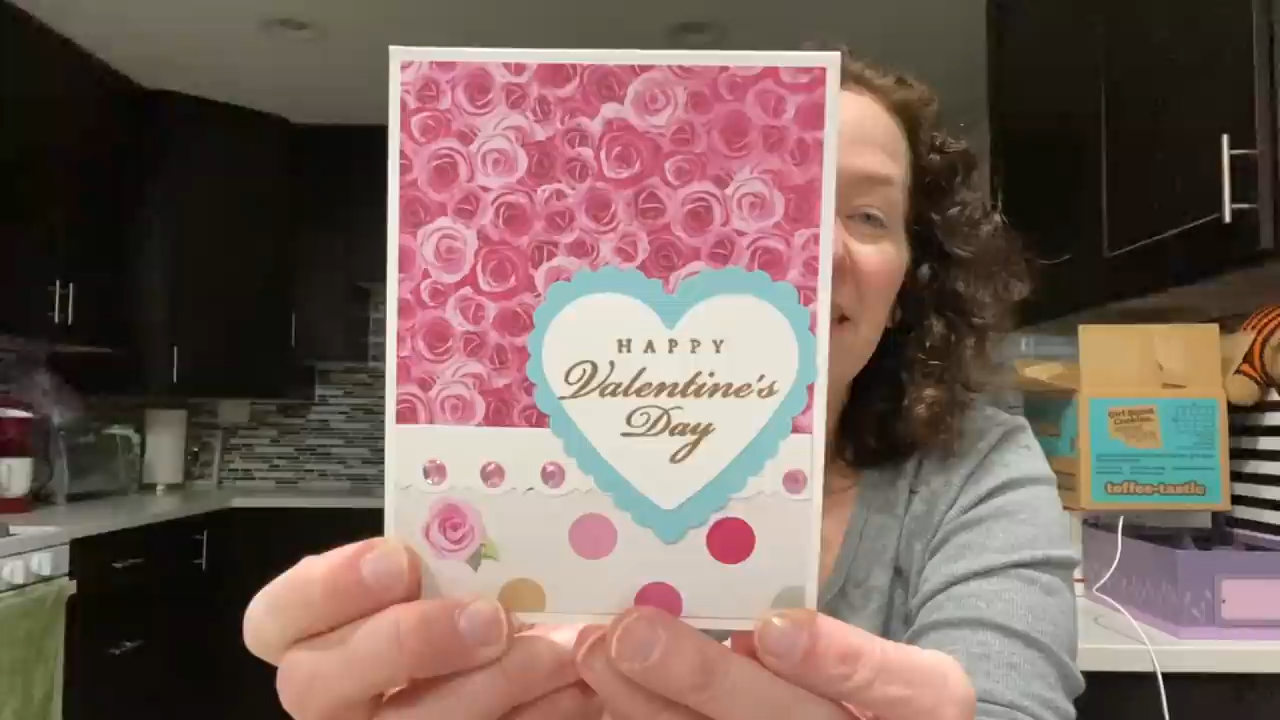 HAPPY
Valentine's
Day
girl scout
Cookies
toffee-tastic